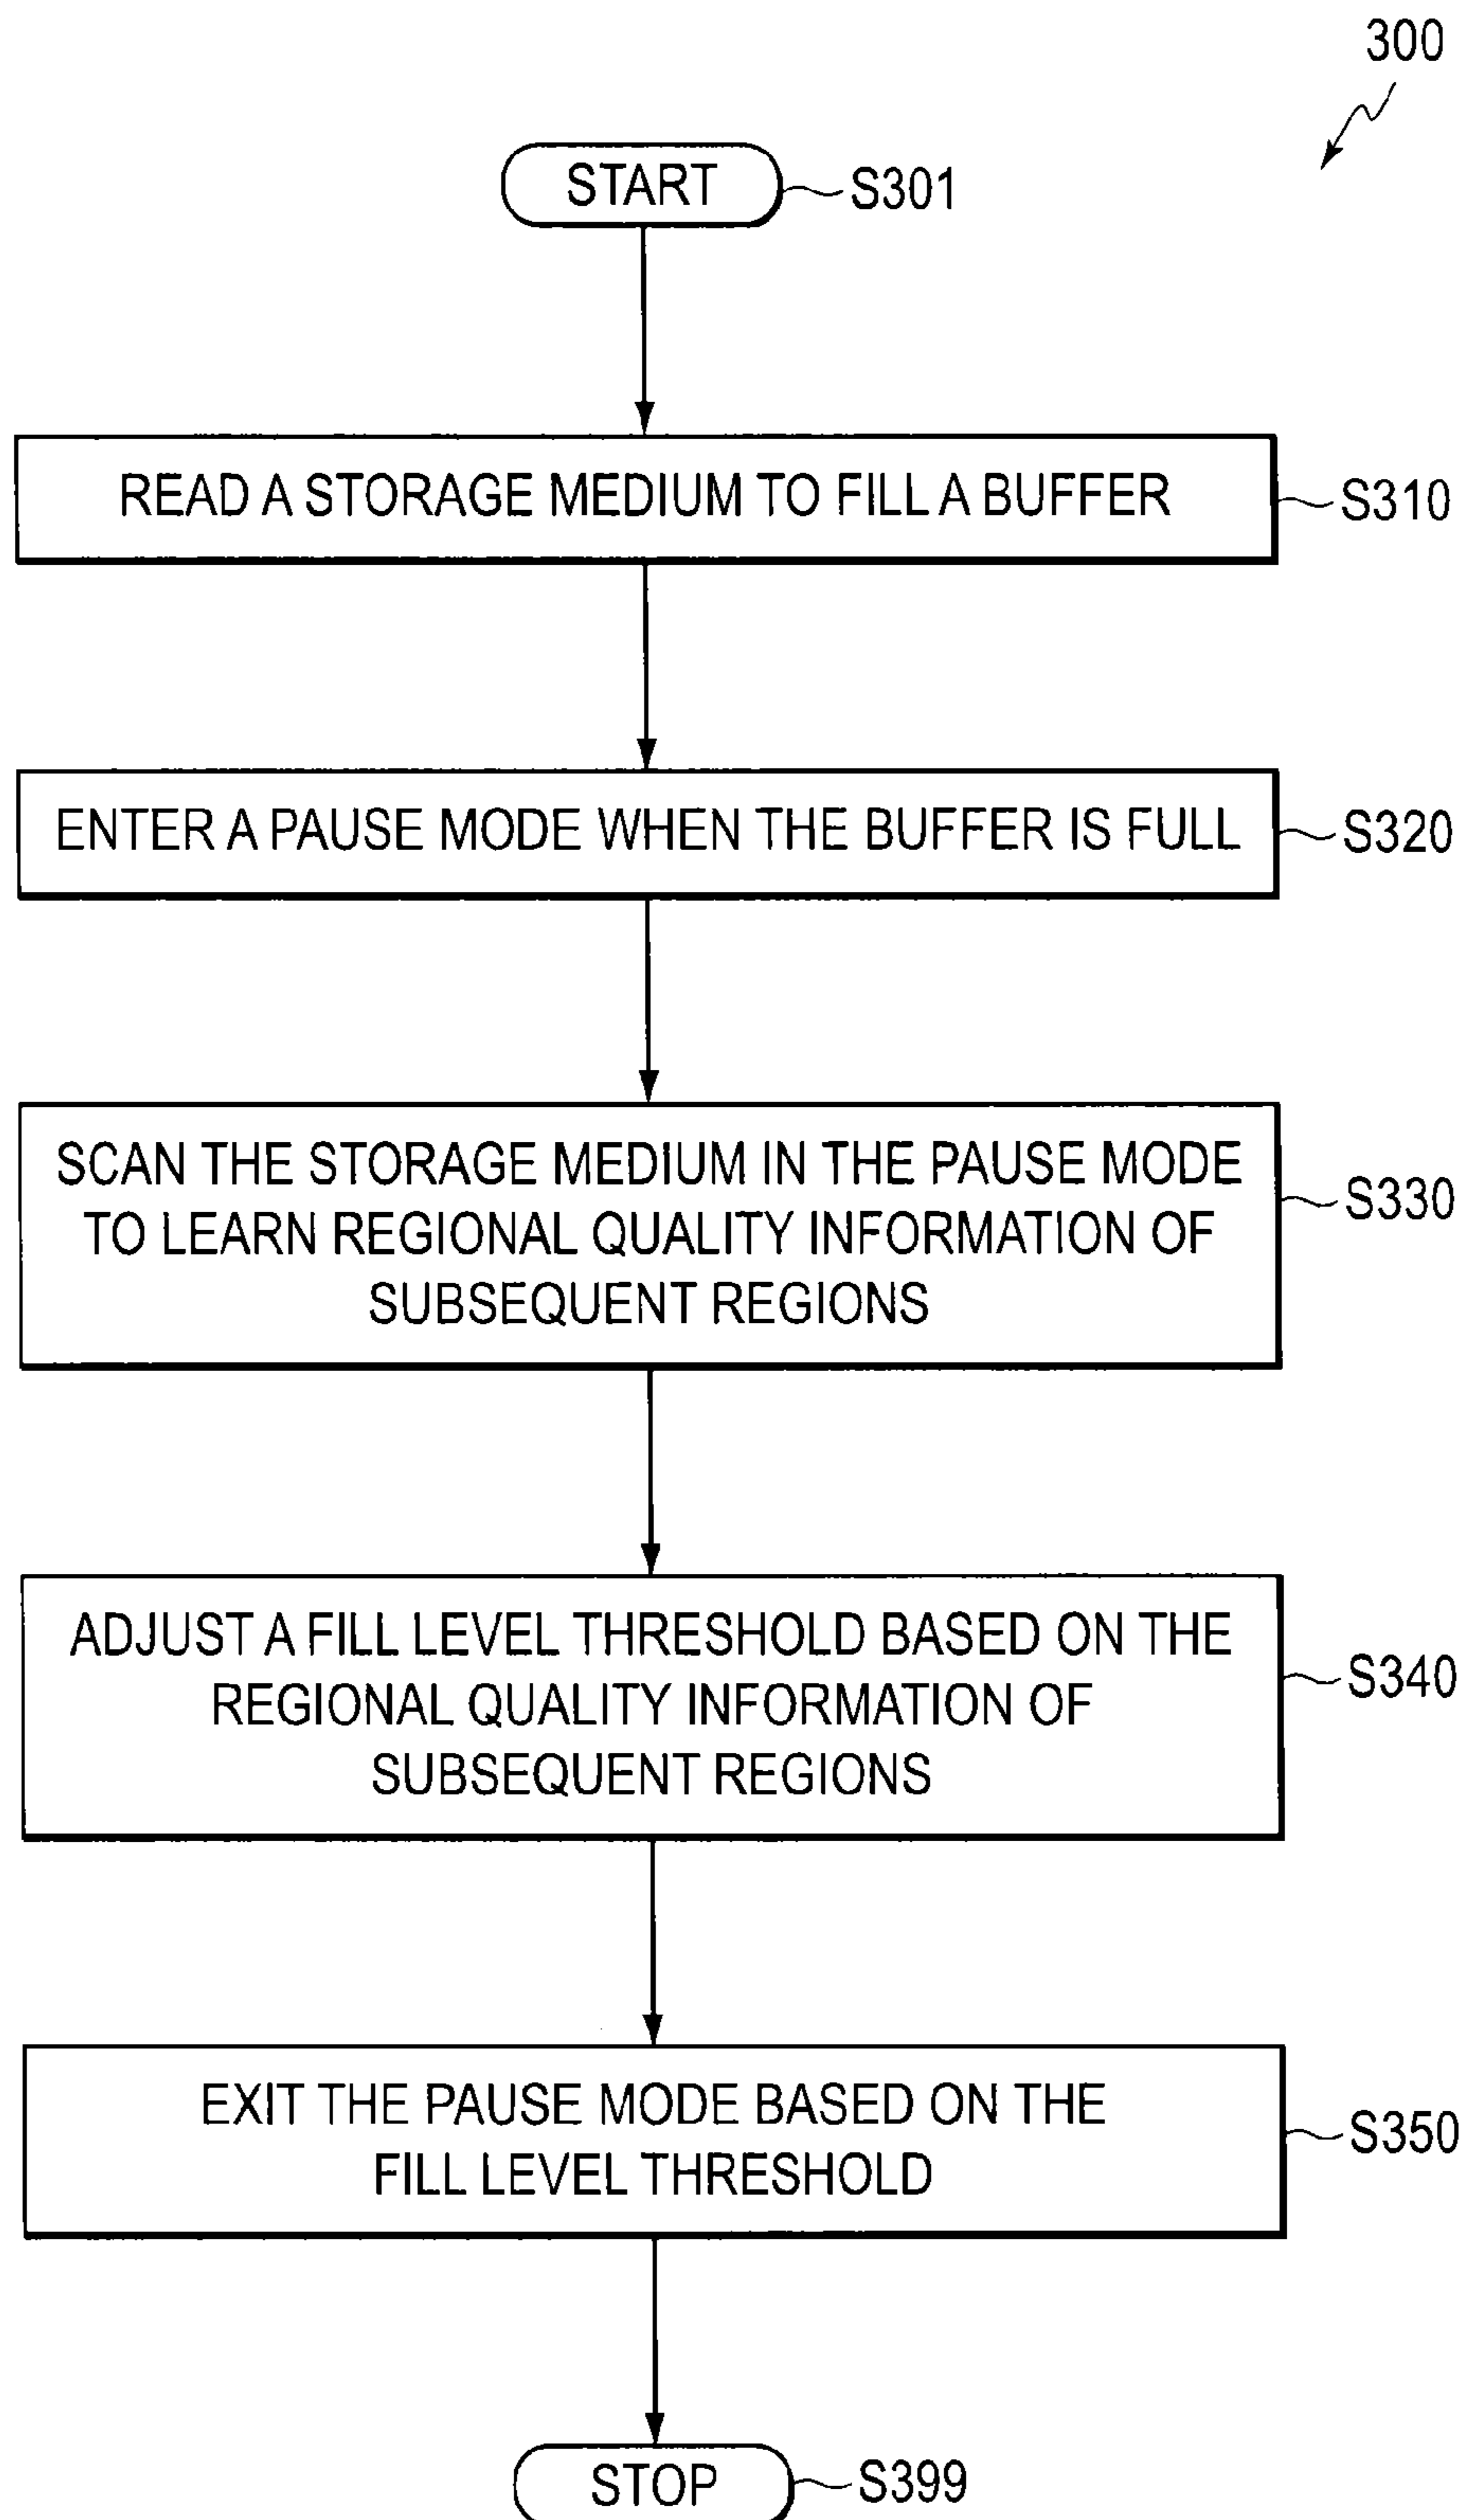 300
START
S301
READ A STORAGE MEDIUM TO FILL A BUFFER
S310
ENTER A PAUSE MODE WHEN THE BUFFER IS FULL
S320
SCAN THE STORAGE MEDIUM IN THE PAUSE MODE
TO LEARN REGIONAL QUALITY INFORMATION OF
SUBSEQUENT REGIONS
S330
ADJUST A FILL LEVEL THRESHOLD BASED ON THE
REGIONAL QUALITY INFORMATION OF
SUBSEQUENT REGIONS
S340
EXIT THE PAUSE MODE BASED ON THE
FILL LEVEL THRESHOLD
S350
STOP
S399